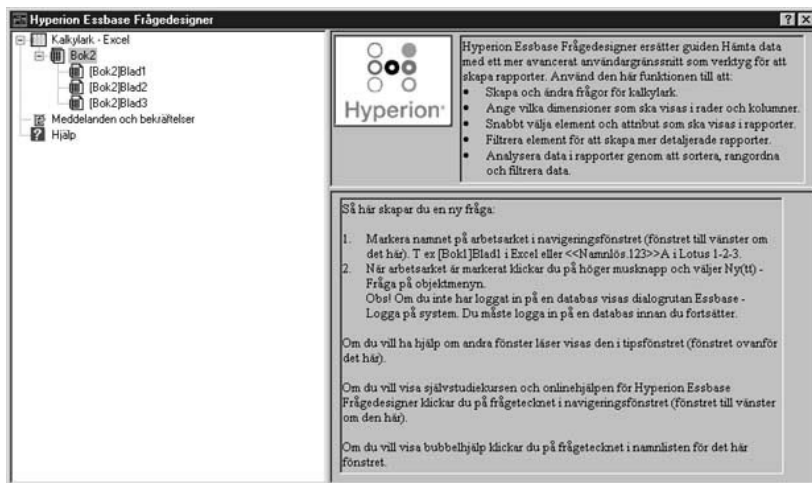 Hyperion Essbase Frågedesigner
Kalkylark - Excel
Bok2
[Bok2]Blad1
[Bok2]Blad2
[Bok2]Blad3
Meddelanden och bekräftelser
Hjälp
Hyperion
Hyperion Essbase Frågedesigner ersätter guiden Hämta data
med ett mer avancerat användargränssnitt som verktyg för att
skapa rapporter. Använd den här funktionen till att:
• Skapa och ändra frågor för kalkylark.
• Ange vilka dimensioner som ska visas i rader och kolumner.
• Snabbt välja element och attribut som ska visas i rapporter.
• Filtrera element för att skapa mer detaljerade rapporter.
• Analysera data i rapporter genom att sortera, rangordna
och filtrera data.
Så här skapar du en ny fråga:
1. Markera namnet på arbetsarket i navigeringsfönstret (fönstret till vänster om
det här). T ex [Bok1]Blad1 i Excel eller <<Namnlös.123>>A i Lotus 1-2-3.
2. När arbetsarket är markerat klickar du på höger musknapp och väljer Ny(tt) -
Fråga på objektmenyn.
Obs! Om du inte har loggat in på en databas visas dialogrutan Essbase -
Logga på system. Du måste logga in på en databas innan du fortsätter.
Om du vill ha hjälp om andra fönster läser visas den i tipsfönstret (fönstret ovanför
det här).
Om du vill visa självstudiekursen och onlinehjälpen för Hyperion Essbase
Frågedesigner klickar du på frågetecknet i navigeringsfönstret (fönstret till vänster
om den här).
Om du vill visa bubbelhjälp klickar du på frågetecknet i namnlisten för det här
fönstret.